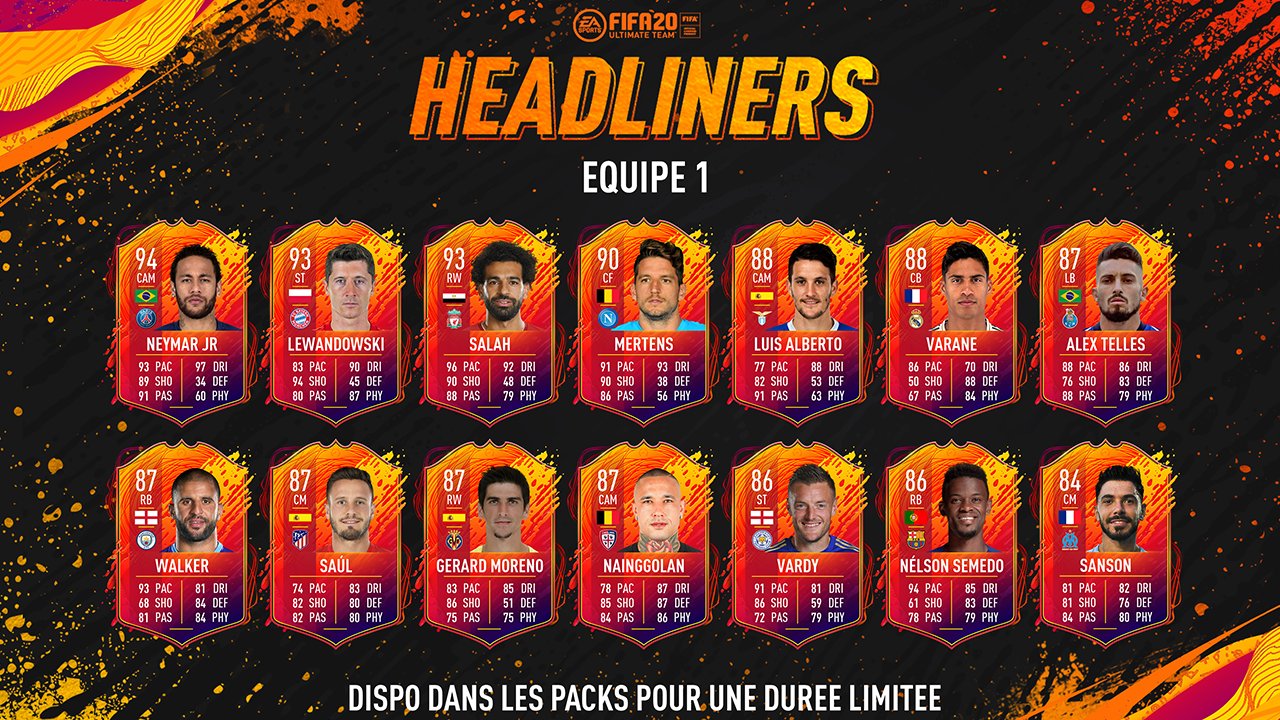 EA SPORTS FIFA20 FIFA
ULTIMATE TEAM
HEADLINERS
EQUIPE 1
94
CAM
NEYMAR JR
93 PAC 97 DRI
89 SHO 34 DEF
91 PAS 60 PHY
93
ST
LEWANDOWSKI
83 PAC 90 DRI
94 SHO 45 DEF
80 PAS 87 PHY
93
RW
SALAH
96 PAC 92 DRI
90 SHO 48 DEF
88 PAS 79 PHY
90
CF
MERTENS
91 PAC 93 DRI
90 SHO 38 DEF
86 PAS 56 PHY
88
CAM
LUIS ALBERTO
77 PAC 88 DRI
82 SHO 53 DEF
91 PAS 63 PHY
88
CB
VARANE
86 PAC 70 DRI
50 SHO 88 DEF
67 PAS 84 PHY
87
LB
ALEX TELLES
88 PAC 86 DRI
76 SHO 83 DEF
88 PAS 79 PHY
87
RB
WALKER
93 PAC 81 DRI
68 SHO 84 DEF
81 PAS 84 PHY
87
CM
SAÚL
74 PAC 83 DRI
82 SHO 80 DEF
82 PAS 80 PHY
87
RW
GERARD MORENO
83 PAC 85 DRI
86 SHO 51 DEF
75 PAS 75 PHY
87
CAM
NAINGGOLAN
78 PAC 87 DRI
85 SHO 87 DEF
84 PAS 86 PHY
86
ST
VARDY
91 PAC 81 DRI
86 SHO 59 DEF
72 PAS 79 PHY
86
RB
NÉLSON SEMEDO
94 PAC 85 DRI
61 SHO 83 DEF
78 PAS 79 PHY
84
CM
SANSON
81 PAC 82 DRI
81 SHO 76 DEF
84 PAS 80 PHY
DISPO DANS LES PACKS POUR UNE DUREE LIMITEE